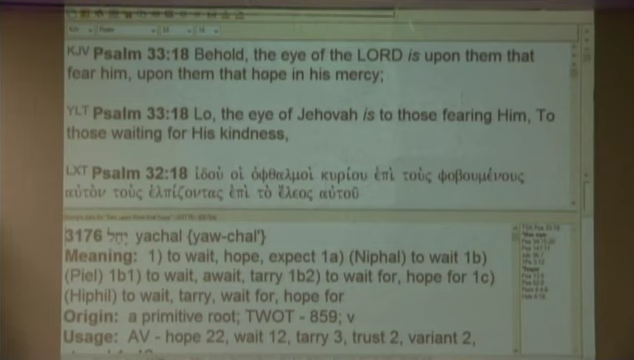 KJV Psalm 33:18 Behold, the eye of the LORD is upon them that
fear him, upon them that hope in his mercy;
YLT Psalm 33:18 Lo, the eye of Jehovah is to those fearing Him, To
those waiting for His kindness,
LXT Psalm 32:18 ἰδοὺ οἱ ὀφθαλμοὶ κυρίου ἐπὶ τοὺς φοβουμένους
αὐτὸν τοὺς ἐλπίζοντας ἐπὶ τὸ ἔλεος αὐτοῦ
3176 יָחַל yachal {yaw-chal'}
Meaning: 1) to wait, hope, expect 1a) (Niphal) to wait 1b)
(Piel) 1b1) to wait, await, tarry 1b2) to wait for, hope for 1c)
(Hiphil) to wait, tarry, wait for, hope for
Origin: a primitive root; TWOT - 859; v
Usage: AV - hope 22, wait 12, tarry 3, trust 2, variant 2,